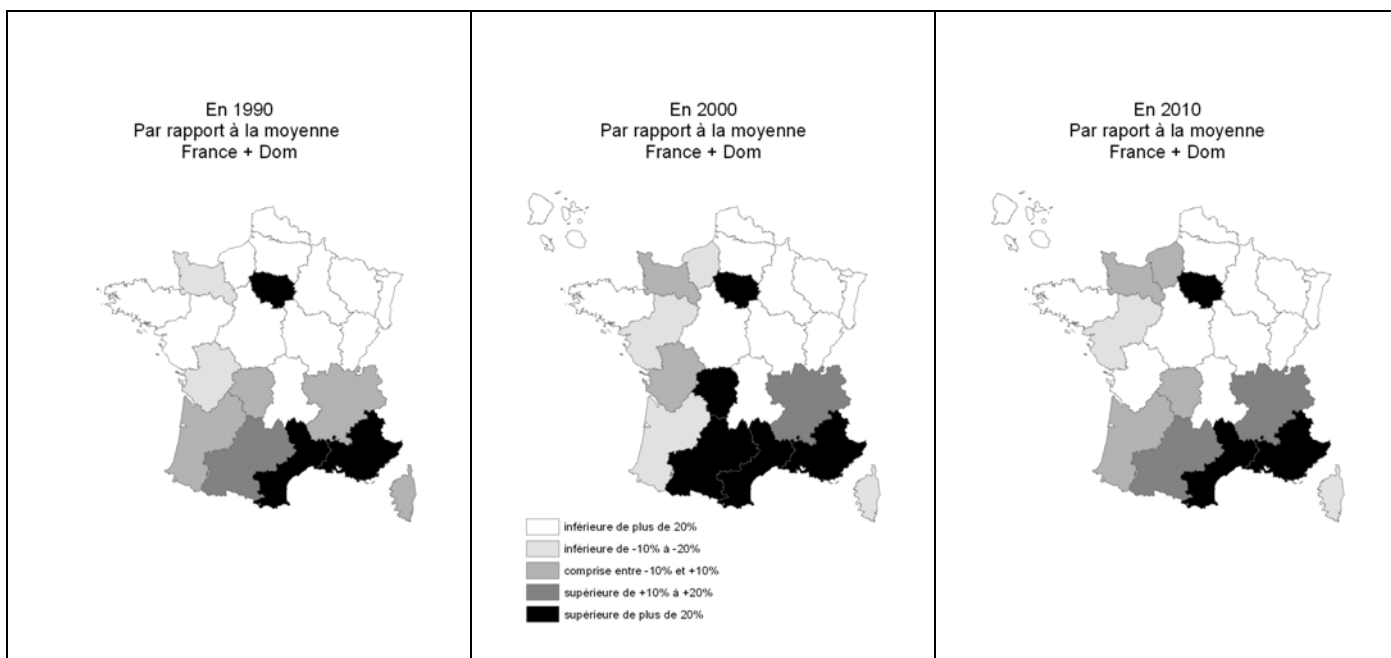 En 1990
Par rapport à la moyenne
France + Dom
En 2000
Par rapport à la moyenne
France + Dom
inférieure de plus de 20%
inférieure de -10% à -20%
comprise entre -10% et +10%
supérieure de +10% à +20%
supérieure de plus de 20%
En 2010
Par raport à la moyenne
France + Dom